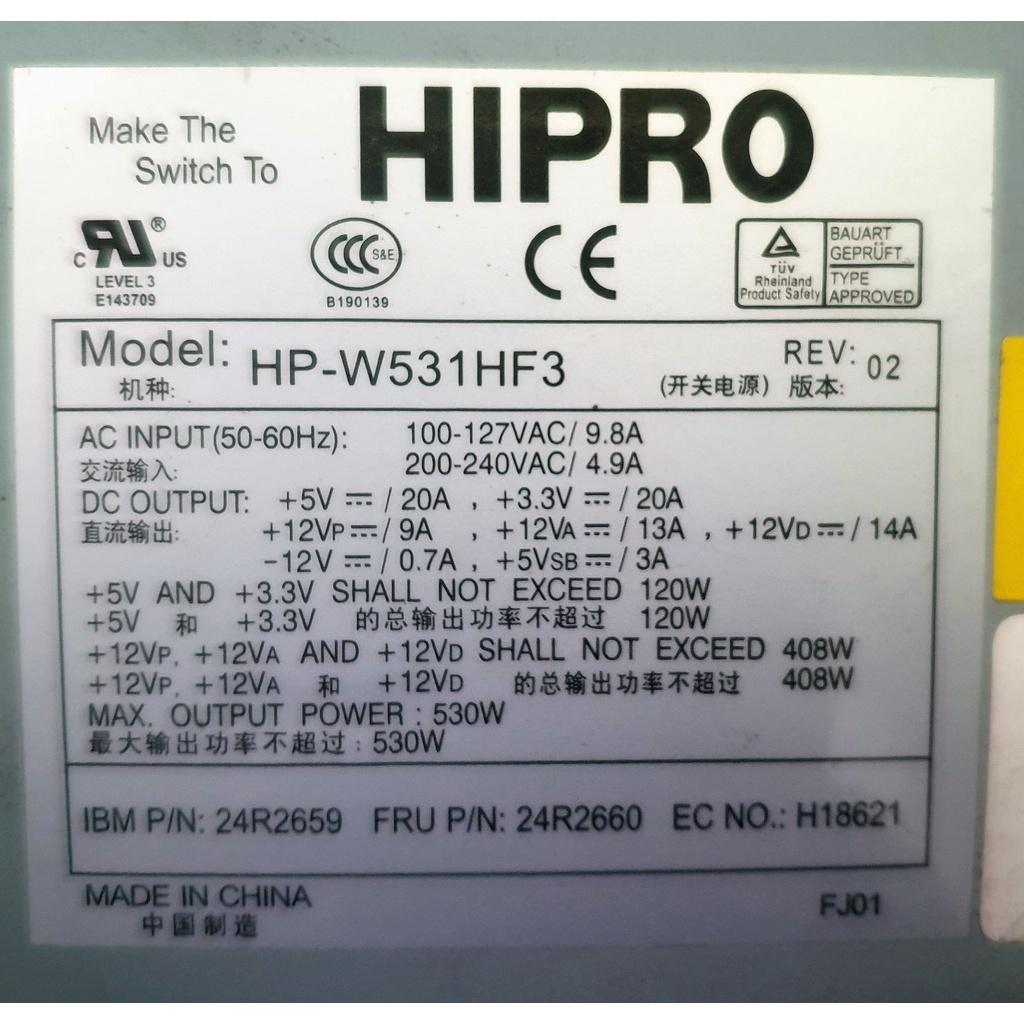 Make The
Switch To
HIPRO
C RU ® US
LEVEL 3
E143709
CCC S&E
B190139
CE
TÜV
Rheinland
Product Safety
BAUART
GEPRÜFT
TYPE
APPROVED
Model: HP-W531HF3 REV: 02
机种: (开关电源) 版本:
AC INPUT(50-60Hz): 100-127VAC/ 9.8A
交流输入: 200-240VAC/ 4.9A
DC OUTPUT: +5V ⎓ / 20A , +3.3V ⎓ / 20A
直流输出: +12VP ⎓ / 9A , +12VA ⎓ / 13A , +12VD ⎓ / 14A
-12V ⎓ / 0.7A , +5VSB ⎓ / 3A
+5V AND +3.3V SHALL NOT EXCEED 120W
+5V 和 +3.3V 的总输出功率不超过 120W
+12VP, +12VA AND +12VD SHALL NOT EXCEED 408W
+12VP, +12VA 和 +12VD 的总输出功率不超过 408W
MAX. OUTPUT POWER : 530W
最大输出功率不超过 : 530W
IBM P/N: 24R2659 FRU P/N: 24R2660 EC NO.: H18621
MADE IN CHINA
中国制造
FJ01